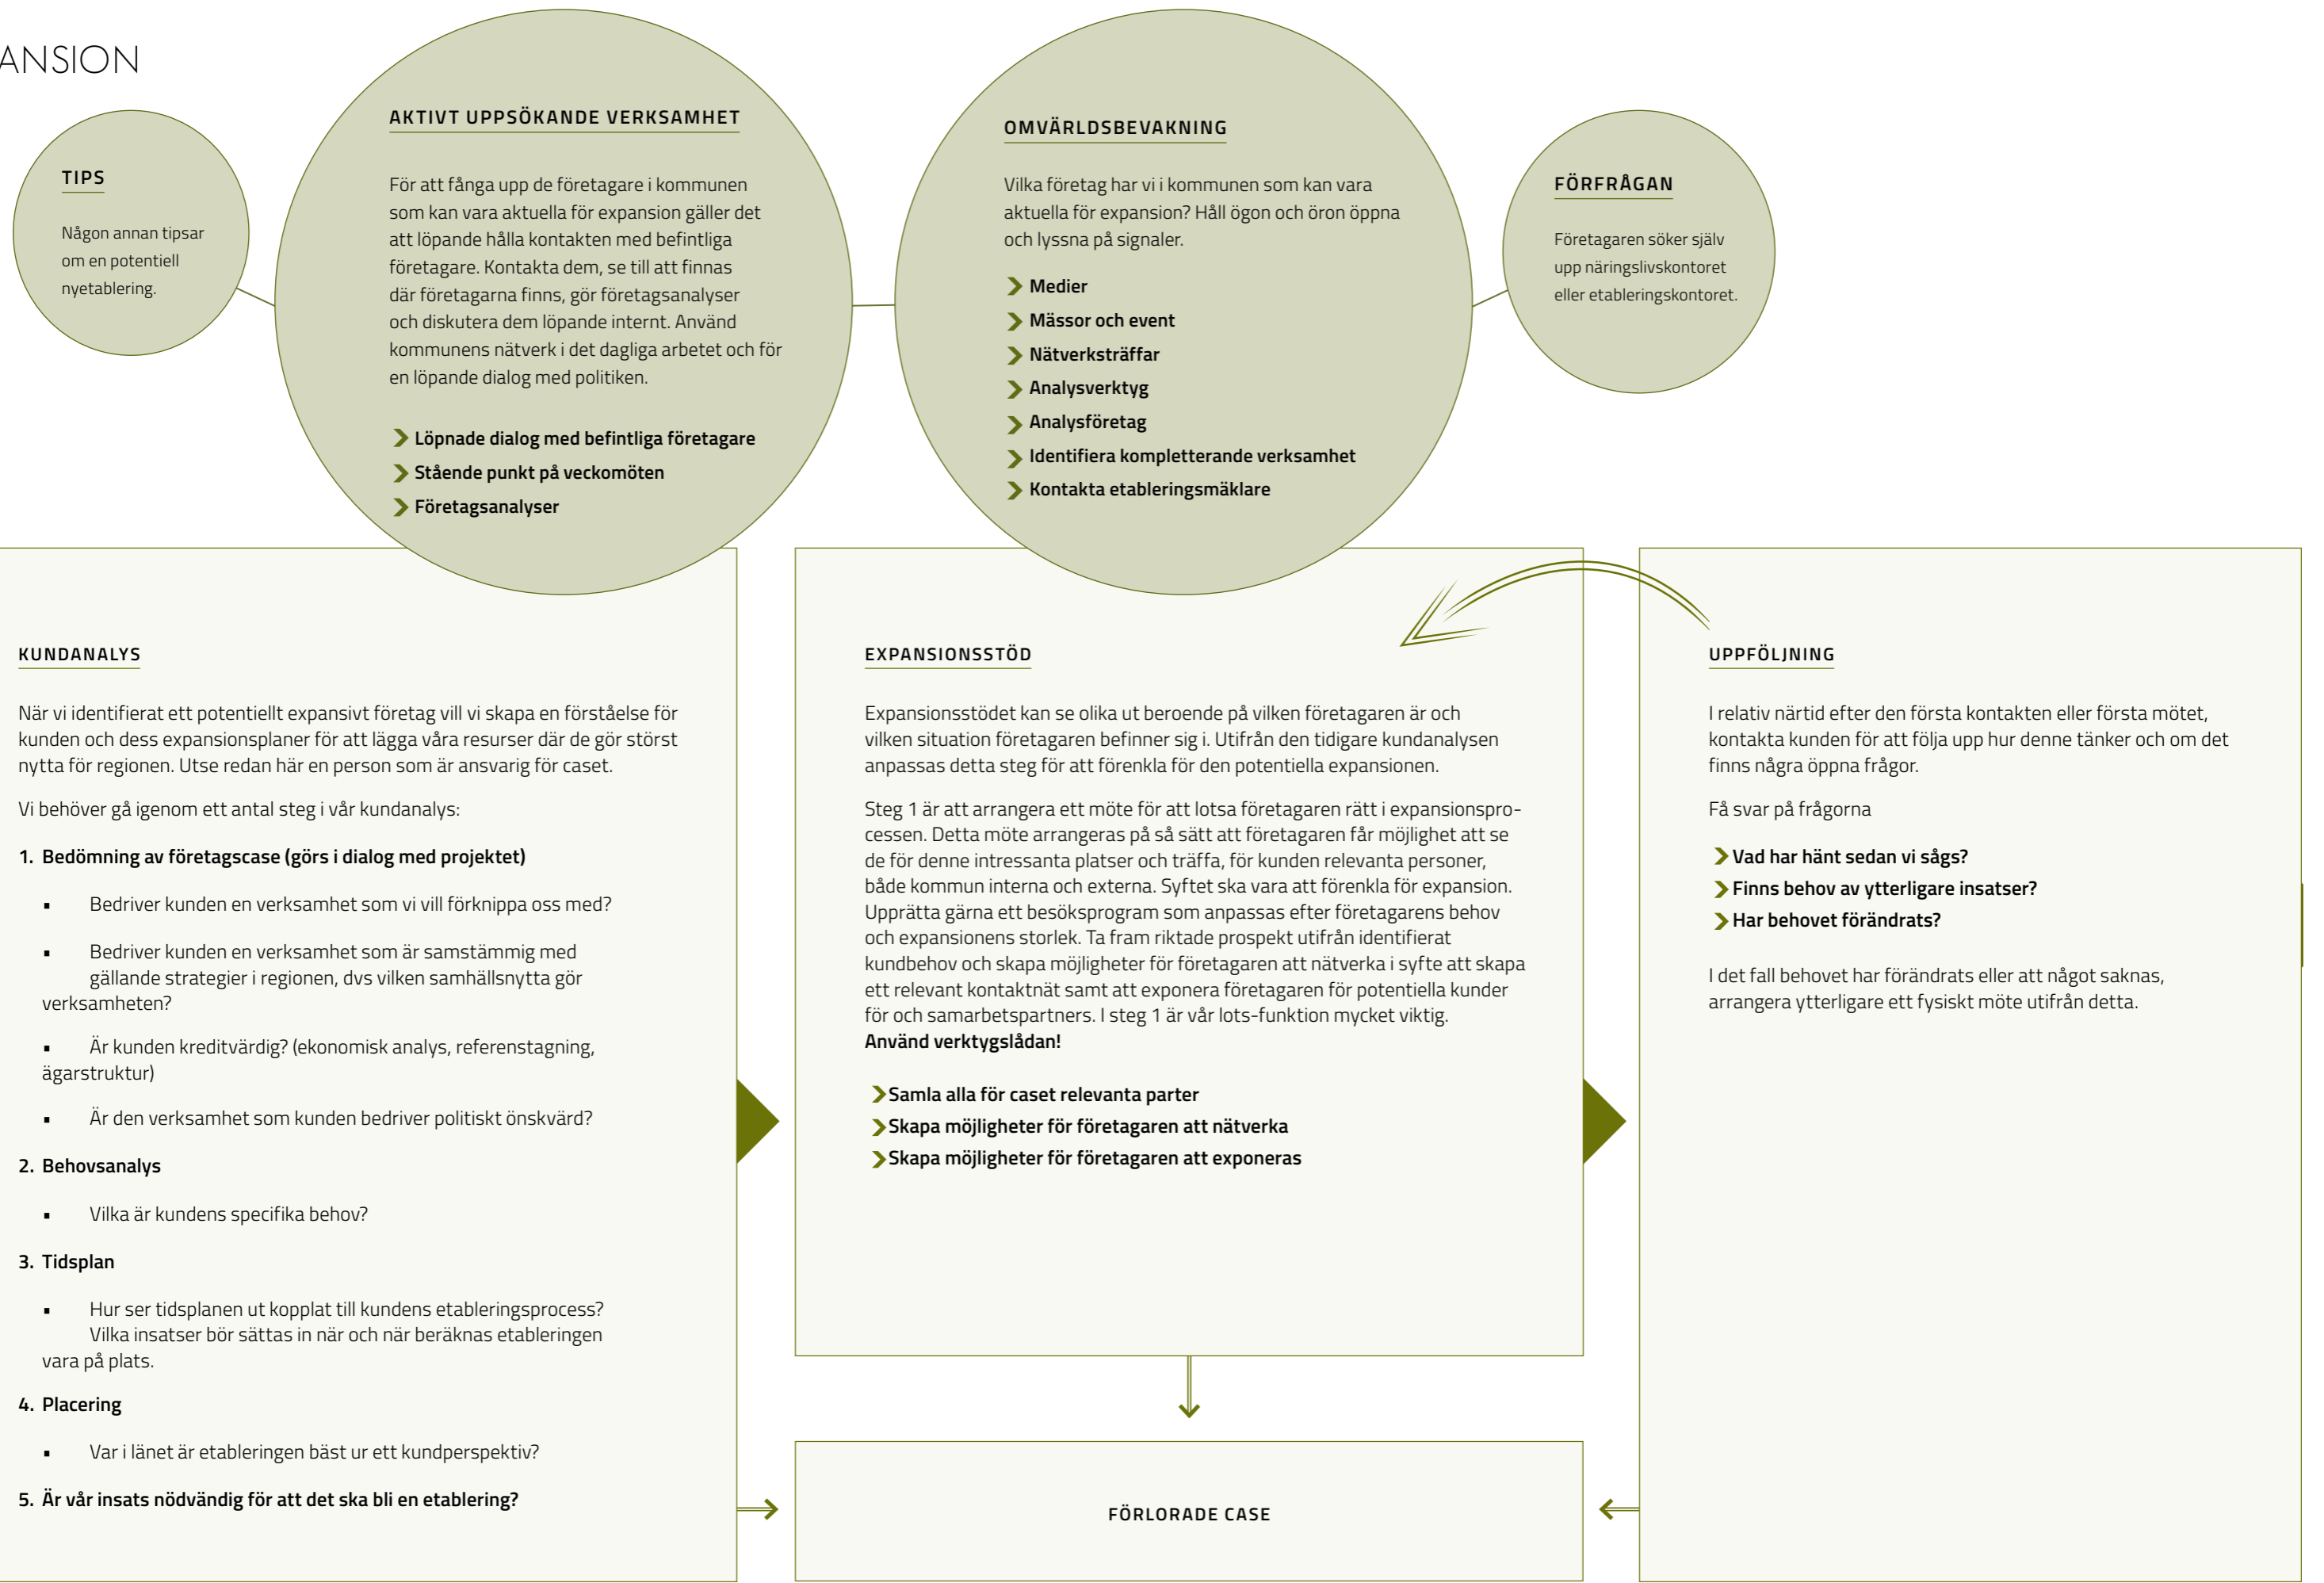 ANSION
TIPS
Någon annan tipsar
om en potentiell
nyetablering.
AKTIVT UPPSÖKANDE VERKSAMHET
För att fånga upp de företagare i kommunen
som kan vara aktuella för expansion gäller det
att löpande hålla kontakten med befintliga
företagare. Kontakta dem, se till att finnas
där företagarna finns, gör företagsanalyser
och diskutera dem löpande internt. Använd
kommunens nätverk i det dagliga arbetet och för
en löpande dialog med politiken.
Löpnade dialog med befintliga företagare
Stående punkt på veckomöten
Företagsanalyser
OMVÄRLDSBEVAKNING
Vilka företag har vi i kommunen som kan vara
aktuella för expansion? Håll ögon och öron öppna
och lyssna på signaler.
Medier
Mässor och event
Nätverksträffar
Analysverktyg
Analysföretag
Identifiera kompletterande verksamhet
Kontakta etableringsmäklare
FÖRFRÅGAN
Företagaren söker själv
upp näringslivskontoret
eller etableringskontoret.
KUNDANALYS
När vi identifierat ett potentiellt expansivt företag vill vi skapa en förståelse för
kunden och dess expansionsplaner för att lägga våra resurser där de gör störst
nytta för regionen. Utse redan här en person som är ansvarig för caset.
Vi behöver gå igenom ett antal steg i vår kundanalys:
1. Bedömning av företagscase (görs i dialog med projektet)
▪ Bedriver kunden en verksamhet som vi vill förknippa oss med?
▪ Bedriver kunden en verksamhet som är samstämmig med
gällande strategier i regionen, dvs vilken samhällsnytta gör
verksamheten?
▪ Är kunden kreditvärdig? (ekonomisk analys, referenstagning,
ägarstruktur)
▪ Är den verksamhet som kunden bedriver politiskt önskvärd?
2. Behovsanalys
▪ Vilka är kundens specifika behov?
3. Tidsplan
▪ Hur ser tidsplanen ut kopplat till kundens etableringsprocess?
Vilka insatser bör sättas in när och när beräknas etableringen
vara på plats.
4. Placering
▪ Var i länet är etableringen bäst ur ett kundperspektiv?
5. Är vår insats nödvändig för att det ska bli en etablering?
EXPANSIONSSTÖD
Expansionsstödet kan se olika ut beroende på vilken företagaren är och
vilken situation företagaren befinner sig i. Utifrån den tidigare kundanalysen
anpassas detta steg för att förenkla för den potentiella expansionen.
Steg 1 är att arrangera ett möte för att lotsa företagaren rätt i expansionspro-
cessen. Detta möte arrangeras på så sätt att företagaren får möjlighet att se
de för denne intressanta platser och träffa, för kunden relevanta personer,
både kommun interna och externa. Syftet ska vara att förenkla för expansion.
Upprätta gärna ett besöksprogram som anpassas efter företagarens behov
och expansionens storlek. Ta fram riktade prospekt utifrån identifierat
kundbehov och skapa möjligheter för företagaren att nätverka i syfte att skapa
ett relevant kontaktnät samt att exponera företagaren för potentiella kunder
för och samarbetspartners. I steg 1 är vår lots-funktion mycket viktig.
Använd verktygslådan!
Samla alla för caset relevanta parter
Skapa möjligheter för företagaren att nätverka
Skapa möjligheter för företagaren att exponeras
FÖRLORADE CASE
UPPFÖLJNING
I relativ närtid efter den första kontakten eller första mötet,
kontakta kunden för att följa upp hur denne tänker och om det
finns några öppna frågor.
Få svar på frågorna
Vad har hänt sedan vi sågs?
Finns behov av ytterligare insatser?
Har behovet förändrats?
I det fall behovet har förändrats eller att något saknas,
arrangera ytterligare ett fysiskt möte utifrån detta.